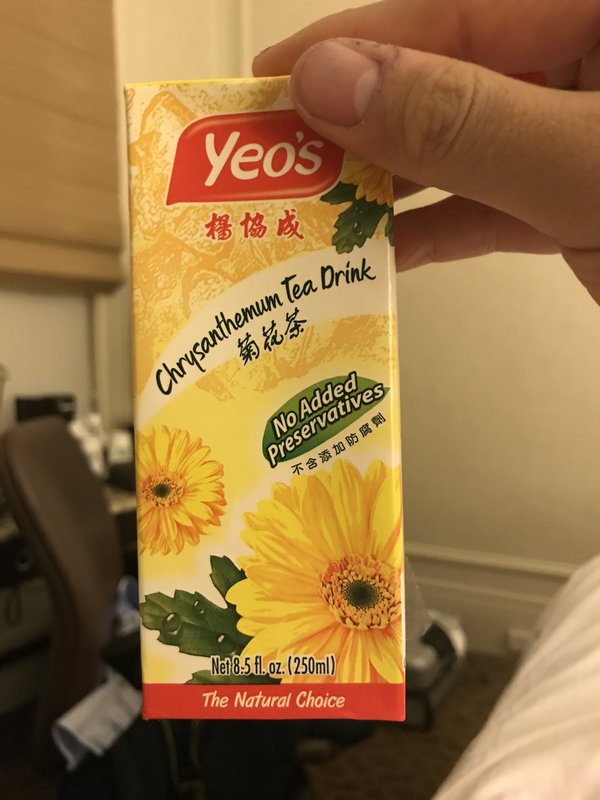 Yeo's
楊協成
Chrysanthemum Tea Drink
菊花茶
No Added
Preservatives
不含添加防腐劑
Net 8.5 fl. oz. (250ml)
The Natural Choice